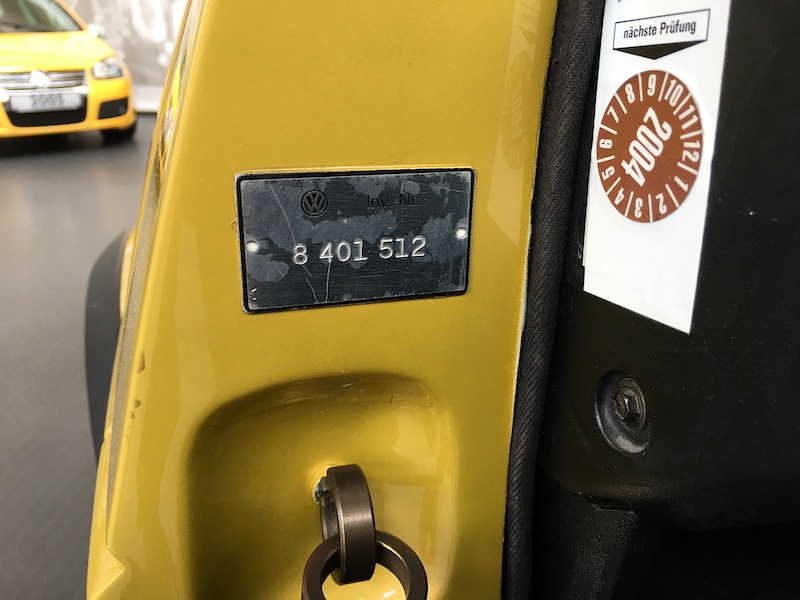 nächste Prüfung
7 8 9 10 11 12 1 2 3 4 5 6
2004
VW Inv.-Nr.
8 401 512